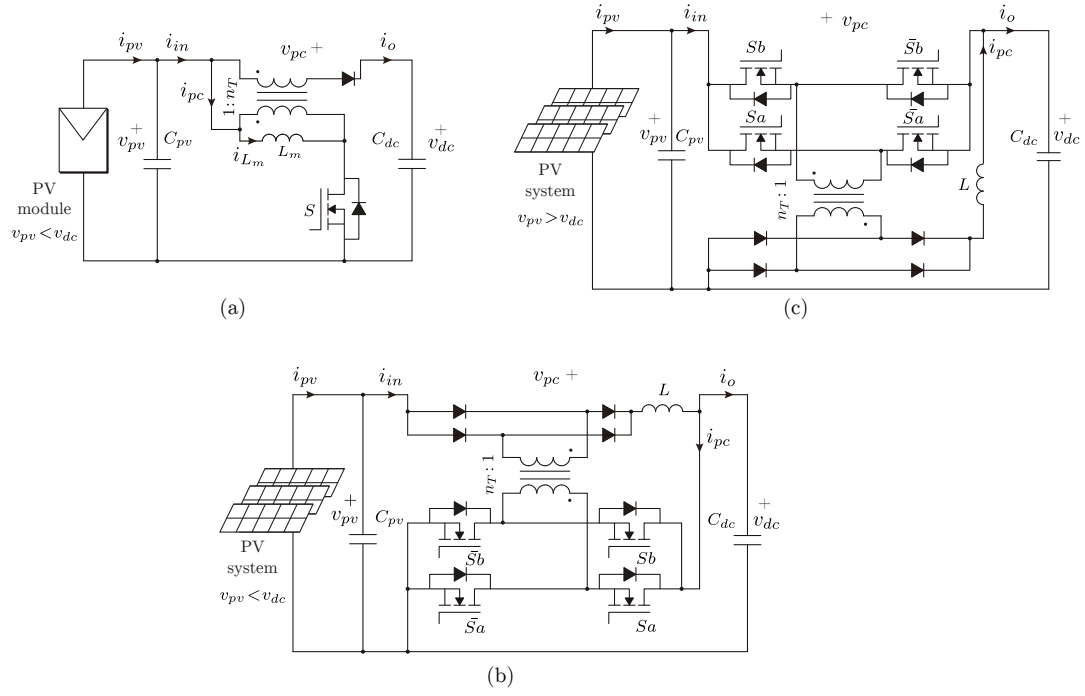 i_pv i_in v_pc + i_o
i_pc 1:n_T
+ v_pv C_pv i_Lm L_m C_dc + v_dc
PV
module
v_pv < v_dc
S
(a)
i_pv i_in + v_pc i_o
Sb S̄b i_pc
Sa S̄a
+ v_pv C_pv C_dc + v_dc
PV
system
v_pv > v_dc
n_T : 1
L
(c)
i_pv i_in v_pc + L i_o
i_pc
n_T : 1
+ v_pv C_pv C_dc + v_dc
PV
system
v_pv < v_dc
S̄b Sb
S̄a Sa
(b)